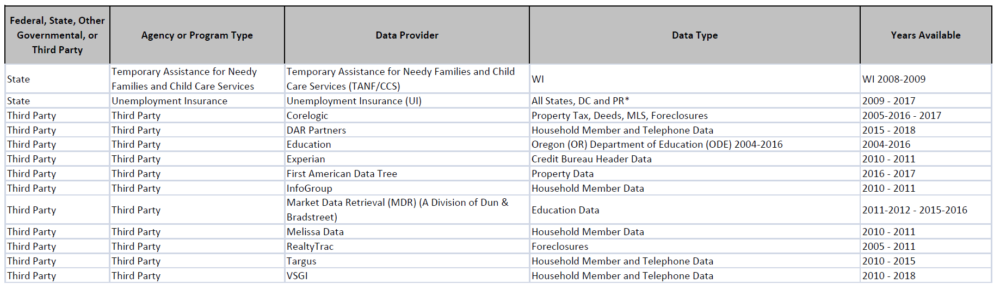 Federal, State, Other Governmental, or Third Party Agency or Program Type Data Provider Data Type Years Available
State Temporary Assistance for Needy Families and Child Care Services Temporary Assistance for Needy Families and Child Care Services (TANF/CCS) WI WI 2008-2009
State Unemployment Insurance Unemployment Insurance (UI) All States, DC and PR* 2009 - 2017
Third Party Third Party Corelogic Property Tax, Deeds, MLS, Foreclosures 2005-2016 - 2017
Third Party Third Party DAR Partners Household Member and Telephone Data 2015 - 2018
Third Party Third Party Education Oregon (OR) Department of Education (ODE) 2004-2016 2004-2016
Third Party Third Party Experian Credit Bureau Header Data 2010 - 2011
Third Party Third Party First American Data Tree Property Data 2016 - 2017
Third Party Third Party InfoGroup Household Member Data 2010 - 2011
Third Party Third Party Market Data Retrieval (MDR) (A Division of Dun & Bradstreet) Education Data 2011-2012 - 2015-2016
Third Party Third Party Melissa Data Household Member Data 2010 - 2011
Third Party Third Party RealtyTrac Foreclosures 2005 - 2011
Third Party Third Party Targus Household Member and Telephone Data 2010 - 2015
Third Party Third Party VSGI Household Member and Telephone Data 2010 - 2018